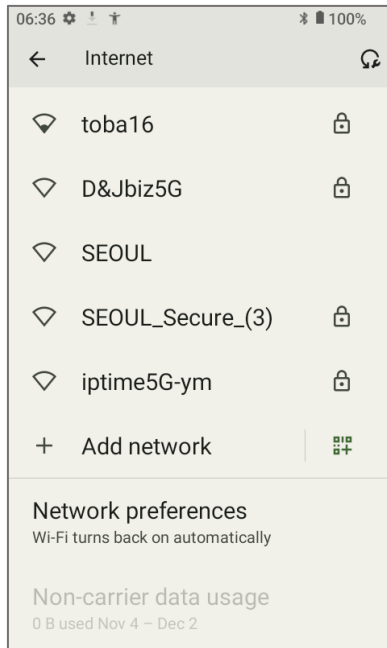 06:36 100%
Internet
toba16
D&Jbiz5G
SEOUL
SEOUL_Secure_(3)
iptime5G-ym
Add network
Network preferences
Wi-Fi turns back on automatically
Non-carrier data usage
0 B used Nov 4 – Dec 2